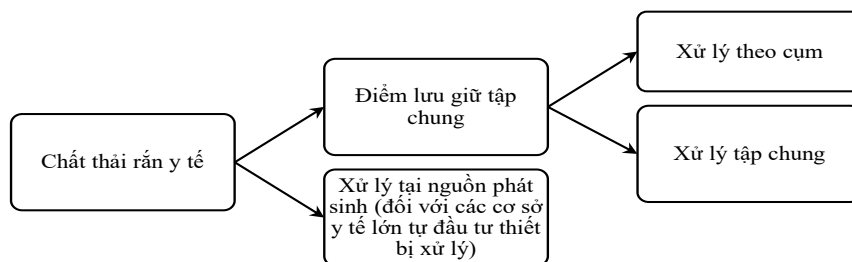 Chất thải rắn y tế
Điểm lưu giữ tập
chung
Xử lý tại nguồn phát
sinh (đối với các cơ sở
y tế lớn tự đầu tư thiết
bị xử lý)
Xử lý theo cụm
Xử lý tập chung